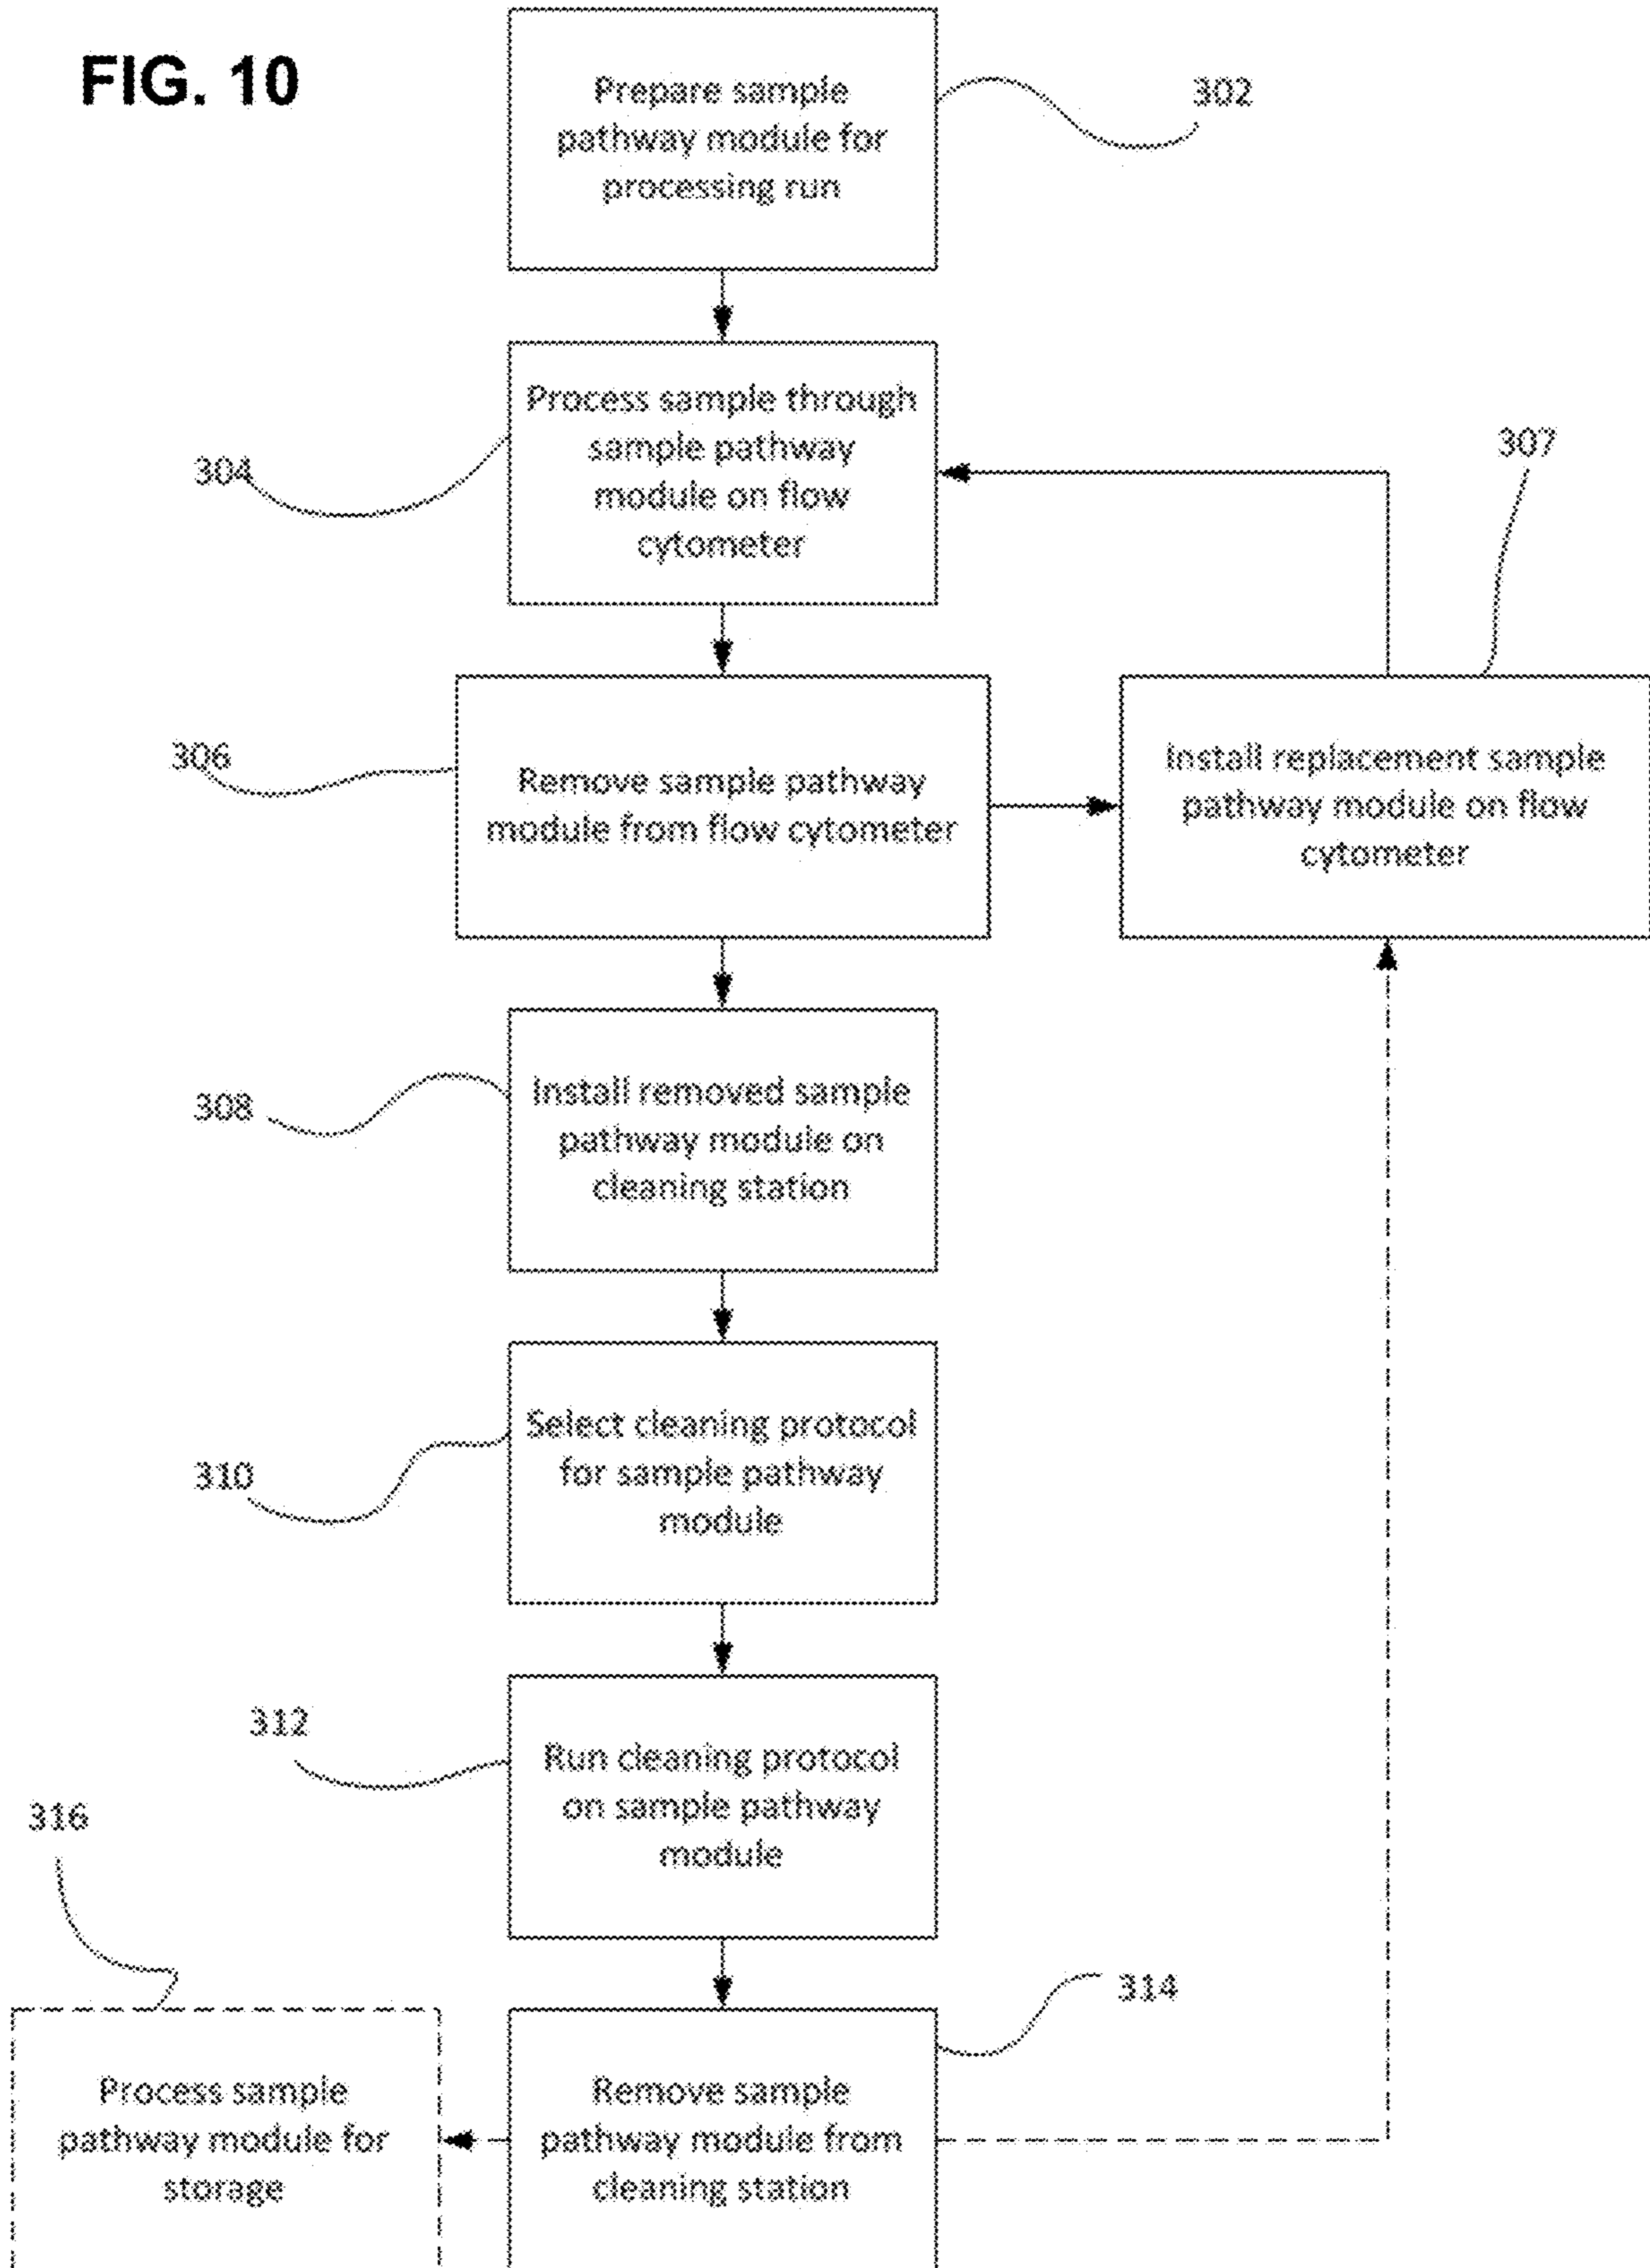 FIG. 10
Prepare sample
pathway module for
processing run
302
Process sample through
sample pathway
module on flow
cytometer
304
307
306
Remove sample pathway
module from flow cytometer
Install replacement sample
pathway module on flow
cytometer
308
Install removed sample
pathway module on
cleaning station
310
Select cleaning protocol
for sample pathway
module
312
Run cleaning protocol
on sample pathway
module
316
314
Process sample
pathway module for
storage
Remove sample
pathway module from
cleaning station